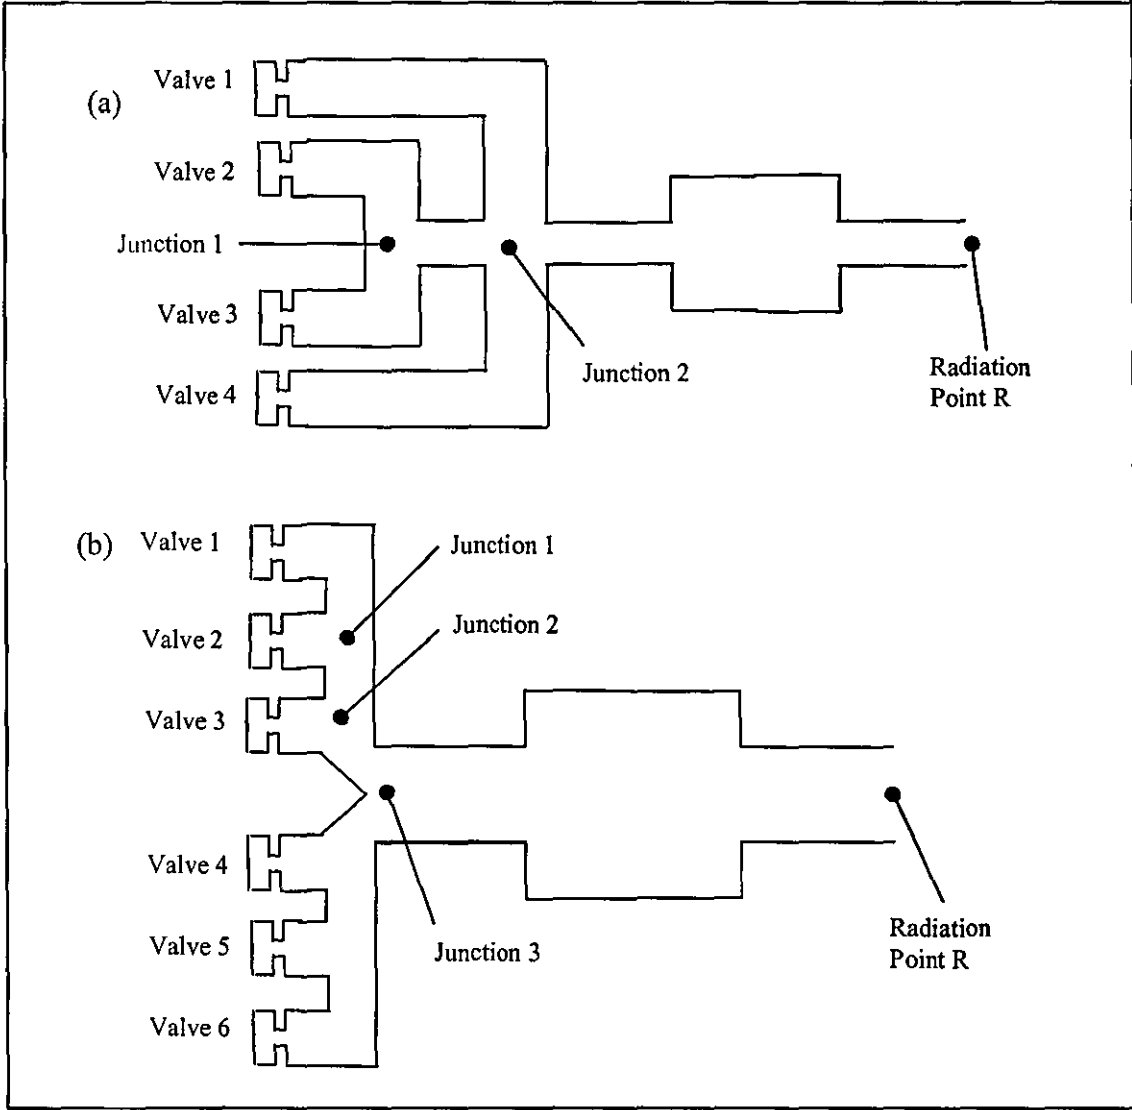 (a)
Valve 1
Valve 2
Junction 1
Valve 3
Valve 4
Junction 2
Radiation
Point R
(b)
Valve 1
Junction 1
Valve 2
Junction 2
Valve 3
Valve 4
Valve 5
Junction 3
Valve 6
Radiation
Point R